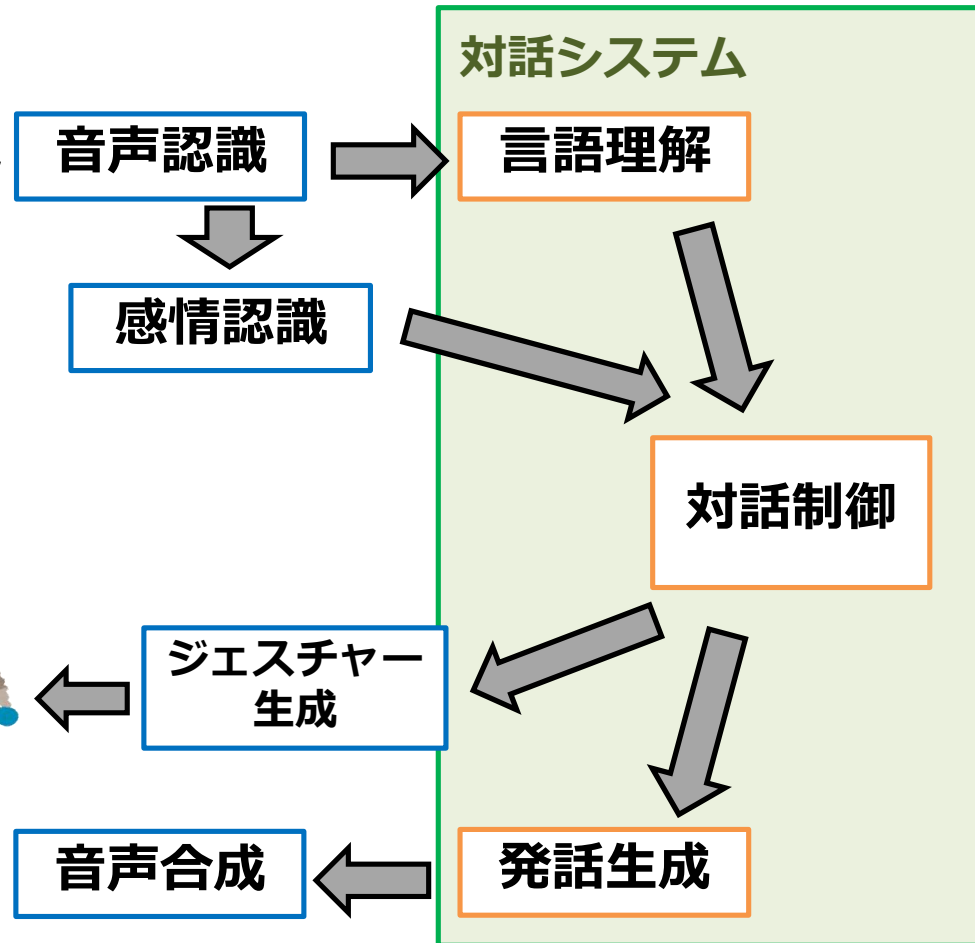 対話システム
音声認識
言語理解
感情認識
対話制御
ジェスチャー
生成
音声合成
発話生成